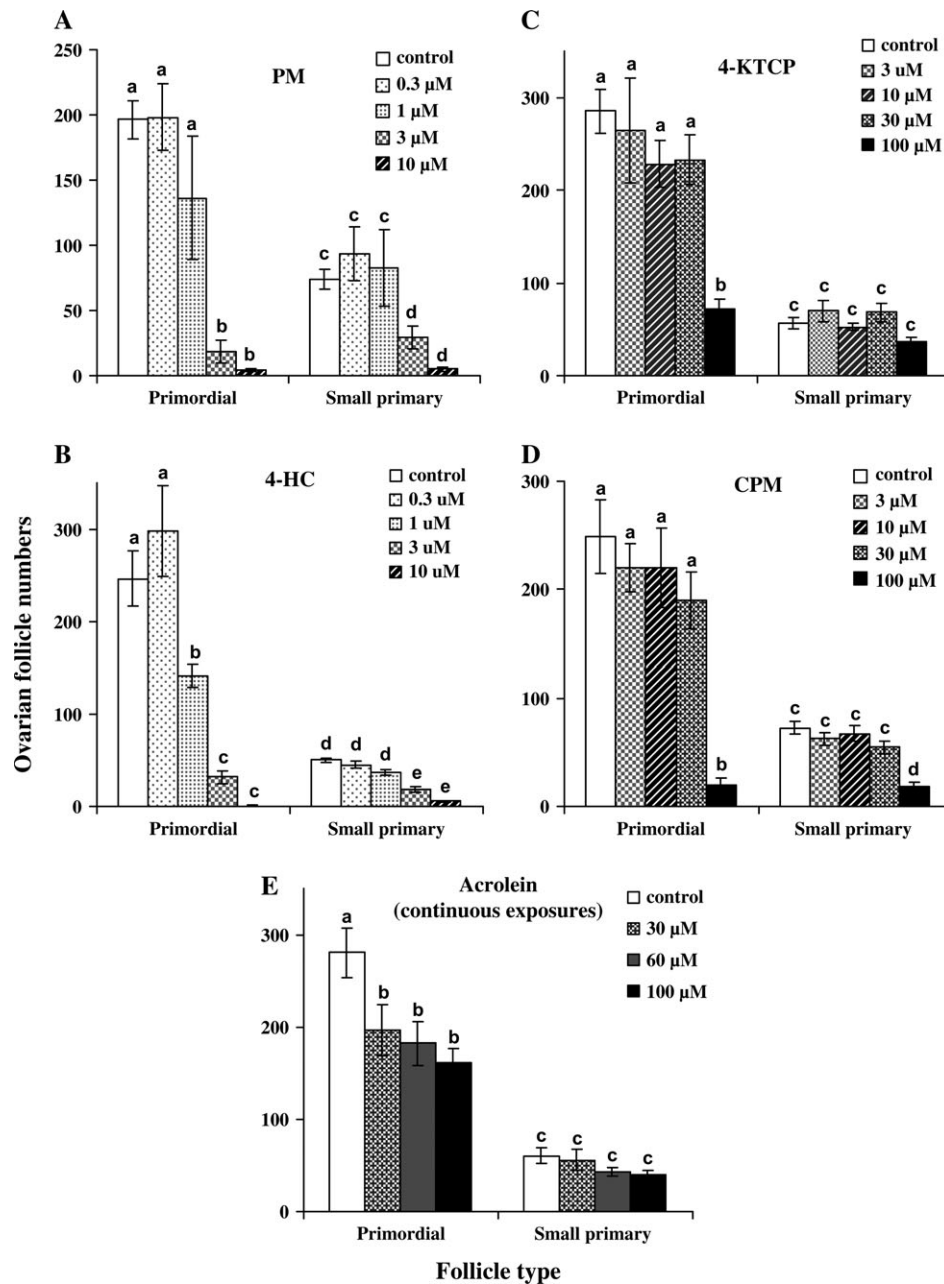 A
PM
control
0.3 µM
1 µM
3 µM
10 µM
250
200
150
100
50
0
a a a b b
c c c d d
Primordial Small primary
C
4-KTCP
control
3 uM
10 µM
30 µM
100 µM
300
200
100
0
a a a a b
c c c c c
Primordial Small primary
B
4-HC
control
0.3 uM
1 uM
3 uM
10 uM
300
200
100
0
a a b c c
d d d e e
Primordial Small primary
D
CPM
control
3 µM
10 µM
30 µM
100 µM
300
200
100
0
a a a a b
c c c c d
Primordial Small primary
Ovarian follicle numbers
E
Acrolein
(continuous exposures)
control
30 µM
60 µM
100 µM
300
200
100
0
a b b b
c c c c
Primordial Small primary
Follicle type